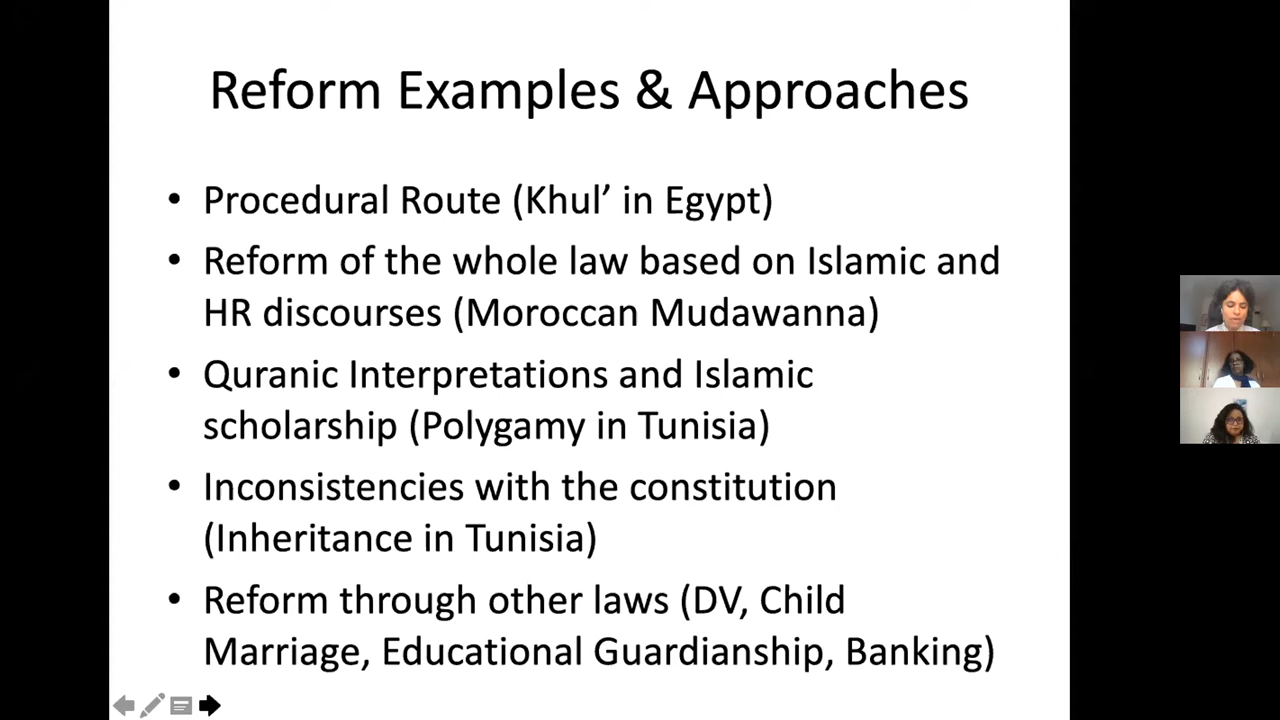 Reform Examples & Approaches
• Procedural Route (Khul’ in Egypt)
• Reform of the whole law based on Islamic and
HR discourses (Moroccan Mudawanna)
• Quranic Interpretations and Islamic
scholarship (Polygamy in Tunisia)
• Inconsistencies with the constitution
(Inheritance in Tunisia)
• Reform through other laws (DV, Child
Marriage, Educational Guardianship, Banking)